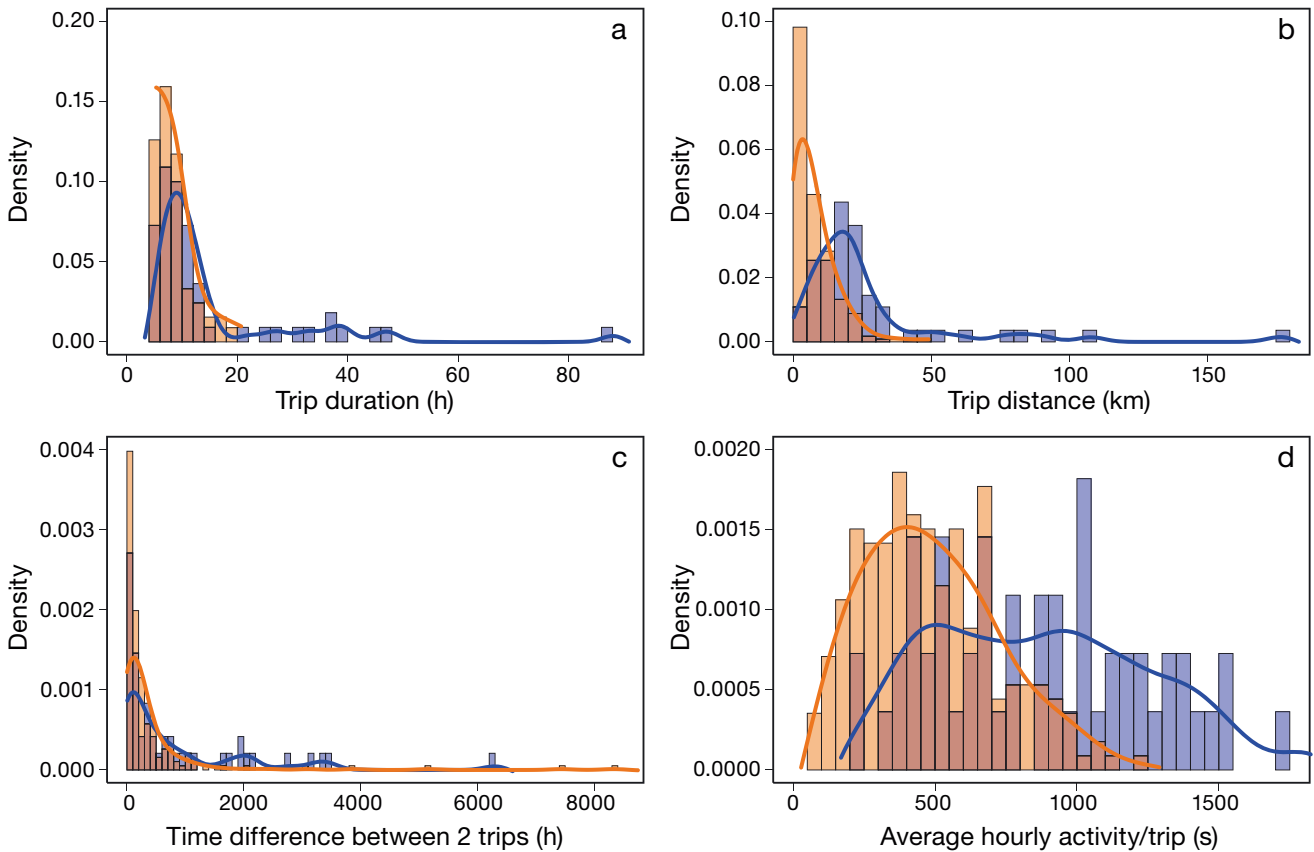 a
0.20
0.15
0.10
0.05
0.00
Density
0 20 40 60 80
Trip duration (h)
b
0.10
0.08
0.06
0.04
0.02
0.00
Density
0 50 100 150
Trip distance (km)
c
0.004
0.003
0.002
0.001
0.000
Density
0 2000 4000 6000 8000
Time difference between 2 trips (h)
d
0.0020
0.0015
0.0010
0.0005
0.0000
Density
0 500 1000 1500
Average hourly activity/trip (s)